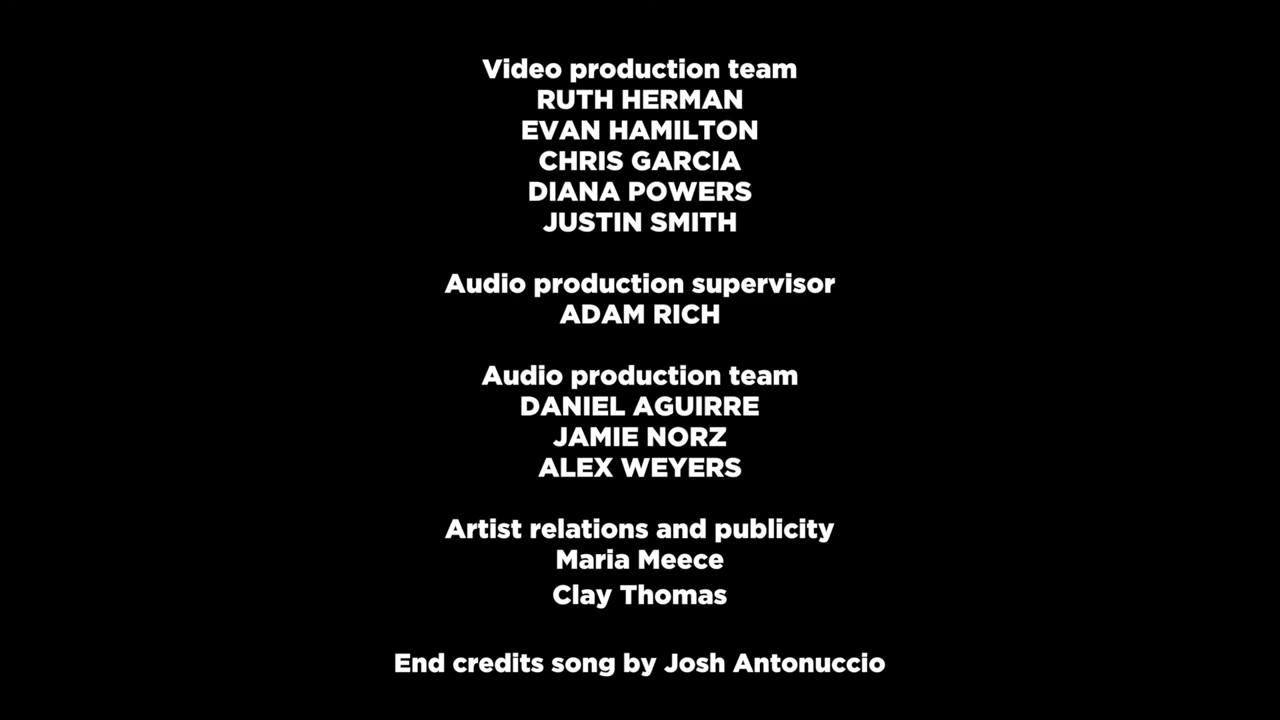 Video production team
RUTH HERMAN
EVAN HAMILTON
CHRIS GARCIA
DIANA POWERS
JUSTIN SMITH
Audio production supervisor
ADAM RICH
Audio production team
DANIEL AGUIRRE
JAMIE NORZ
ALEX WEYERS
Artist relations and publicity
Maria Meece
Clay Thomas
End credits song by Josh Antonuccio